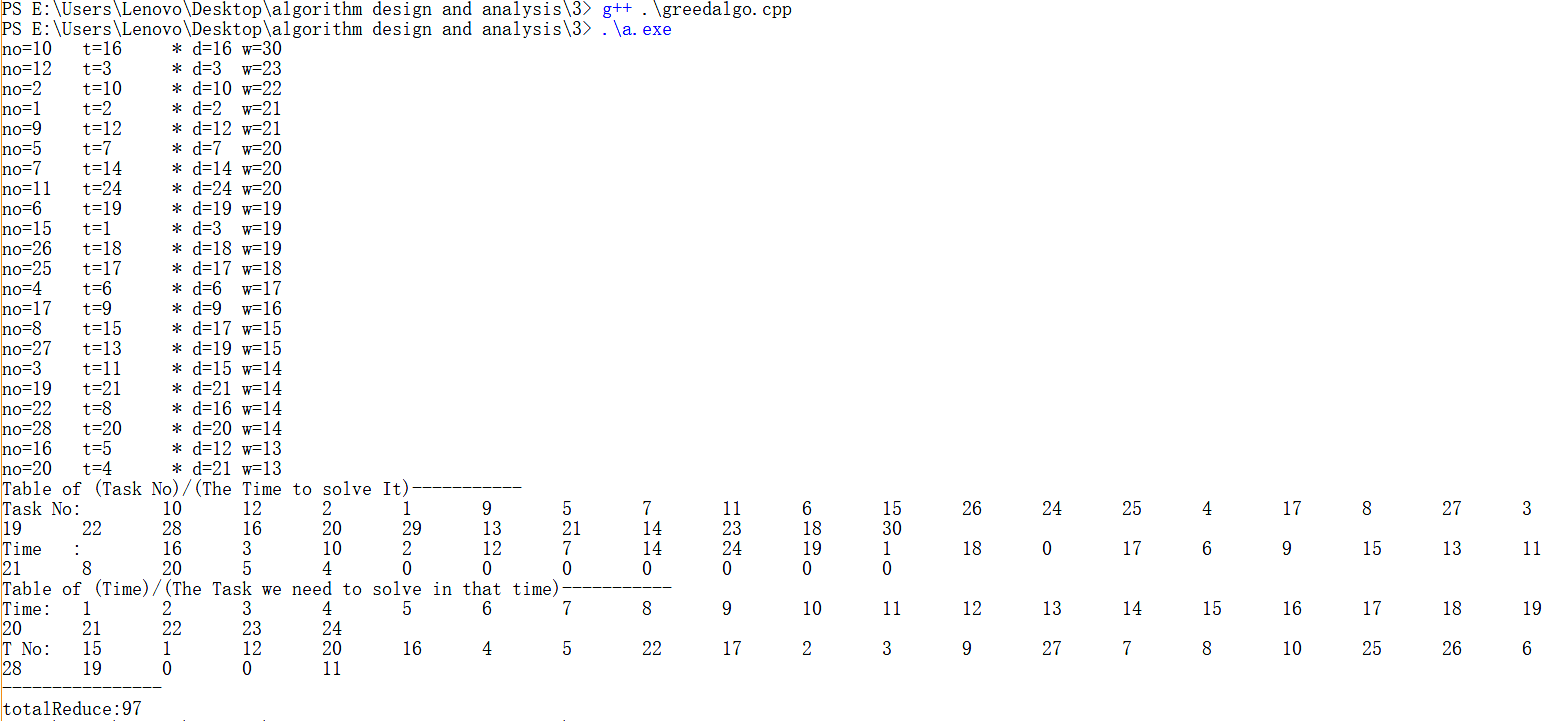 PS E:\Users\Lenovo\Desktop\algorithm design and analysis\3> g++ .\greedalgo.cpp
PS E:\Users\Lenovo\Desktop\algorithm design and analysis\3> .\a.exe
no=10 t=16 * d=16 w=30
no=12 t=3 * d=3 w=23
no=2 t=10 * d=10 w=22
no=1 t=2 * d=2 w=21
no=9 t=12 * d=12 w=21
no=5 t=7 * d=7 w=20
no=7 t=14 * d=14 w=20
no=11 t=24 * d=24 w=20
no=6 t=19 * d=19 w=19
no=15 t=1 * d=3 w=19
no=26 t=18 * d=18 w=19
no=25 t=17 * d=17 w=18
no=4 t=6 * d=6 w=17
no=17 t=9 * d=9 w=16
no=8 t=15 * d=17 w=15
no=27 t=13 * d=19 w=15
no=3 t=11 * d=15 w=14
no=19 t=21 * d=21 w=14
no=22 t=8 * d=16 w=14
no=28 t=20 * d=20 w=14
no=16 t=5 * d=12 w=13
no=20 t=4 * d=21 w=13
Table of (Task No)/(The Time to solve It)-----------
Task No: 10 12 2 1 9 5 7 11 6 15 26 24 25 4 17 8 27 3
19 22 28 16 20 29 13 21 14 23 18 30
Time : 16 3 10 2 12 7 14 24 19 1 18 0 17 6 9 15 13 11
21 8 20 5 4 0 0 0 0 0 0 0
Table of (Time)/(The Task we need to solve in that time)-----------
Time: 1 2 3 4 5 6 7 8 9 10 11 12 13 14 15 16 17 18 19
20 21 22 23 24
T No: 15 1 12 20 16 4 5 22 17 2 3 9 27 7 8 10 25 26 6
28 19 0 0 11
----------------
totalReduce:97